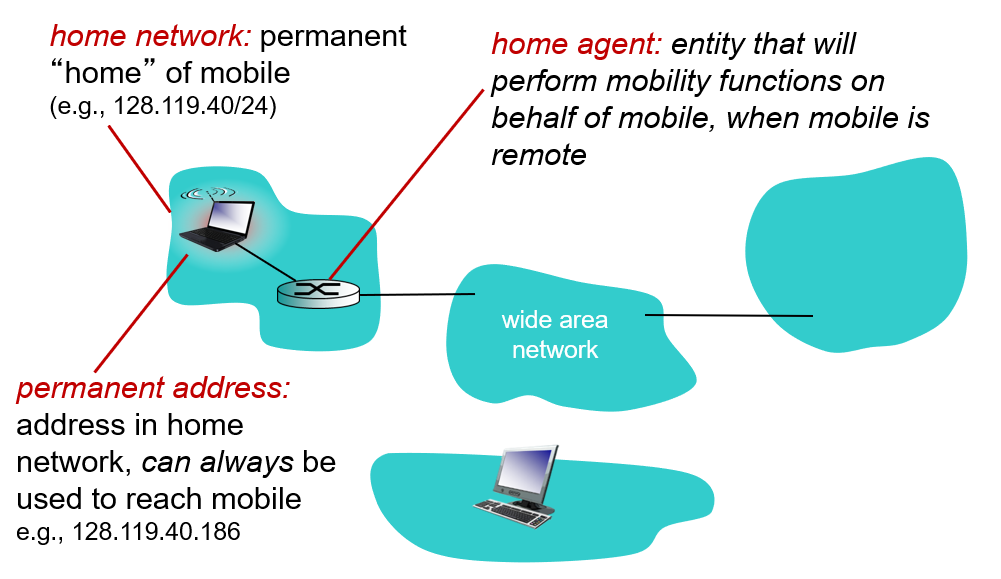 home network: permanent
“home” of mobile
(e.g., 128.119.40/24)
home agent: entity that will
perform mobility functions on
behalf of mobile, when mobile is
remote
wide area
network
permanent address:
address in home
network, can always be
used to reach mobile
e.g., 128.119.40.186